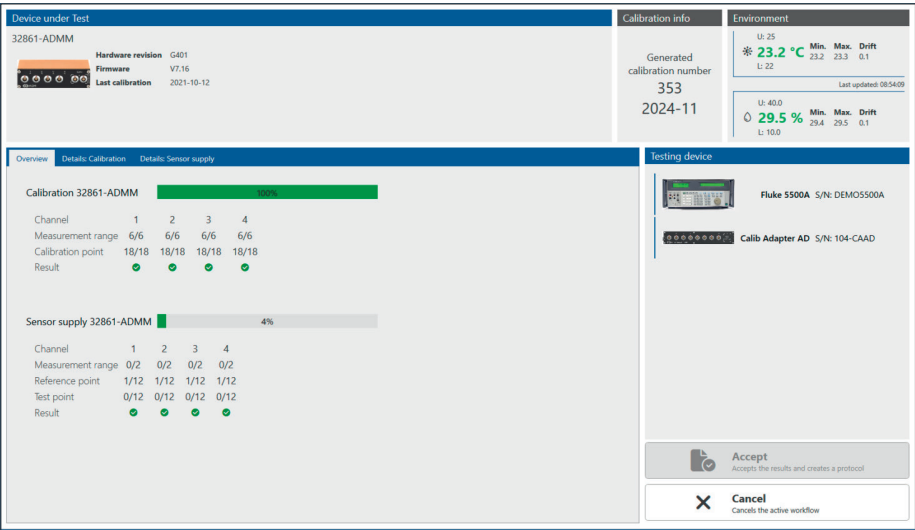 Device under Test
32861-ADMM
Hardware revision G401
Firmware V7.16
Last calibration 2021-10-12
Calibration info
Generated
calibration number
353
2024-11
Environment
U: 25
23.2 °C
L: 22
Min. Max. Drift
23.2 23.3 0.1
Last updated: 08:54:09
U: 40.0
29.5 %
L: 10.0
Min. Max. Drift
29.4 29.5 0.1
Overview Details: Calibration Details: Sensor supply
Calibration 32861-ADMM 100%
Channel 1 2 3 4
Measurement range 6/6 6/6 6/6 6/6
Calibration point 18/18 18/18 18/18 18/18
Result
Sensor supply 32861-ADMM 4%
Channel 1 2 3 4
Measurement range 0/2 0/2 0/2 0/2
Reference point 1/12 1/12 1/12 1/12
Test point 0/12 0/12 0/12 0/12
Result
Testing device
Fluke 5500A S/N: DEMO5500A
Calib Adapter AD S/N: 104-CAAD
Accept
Accepts the results and creates a protocol
Cancel
Cancels the active workflow